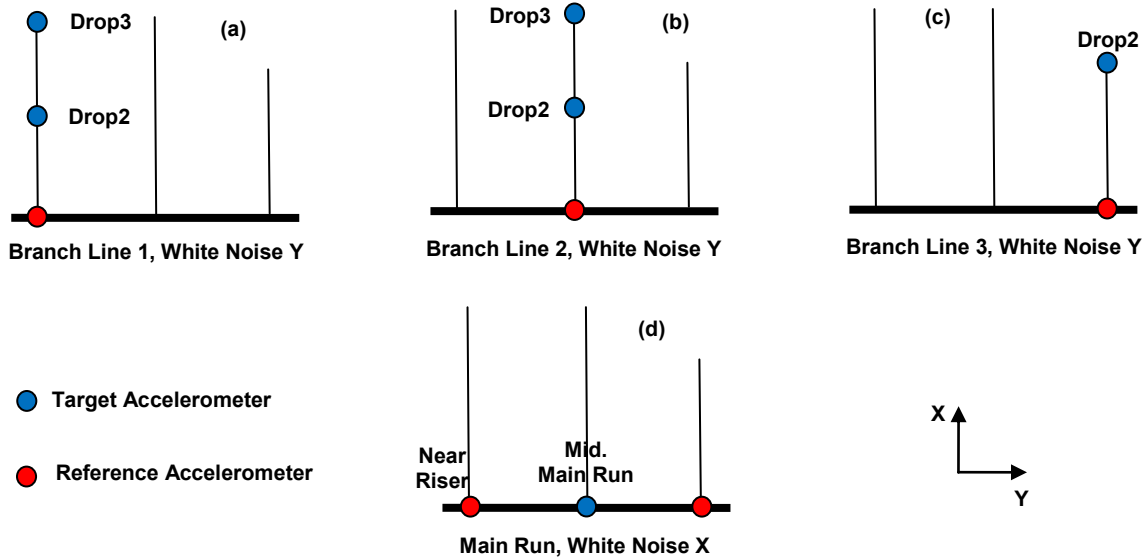 Drop3
(a)
Drop2
Branch Line 1, White Noise Y
Drop3
(b)
Drop2
Branch Line 2, White Noise Y
(c)
Drop2
Branch Line 3, White Noise Y
(d)
Near
Riser
Mid.
Main Run
Main Run, White Noise X
Target Accelerometer
Reference Accelerometer
X
Y